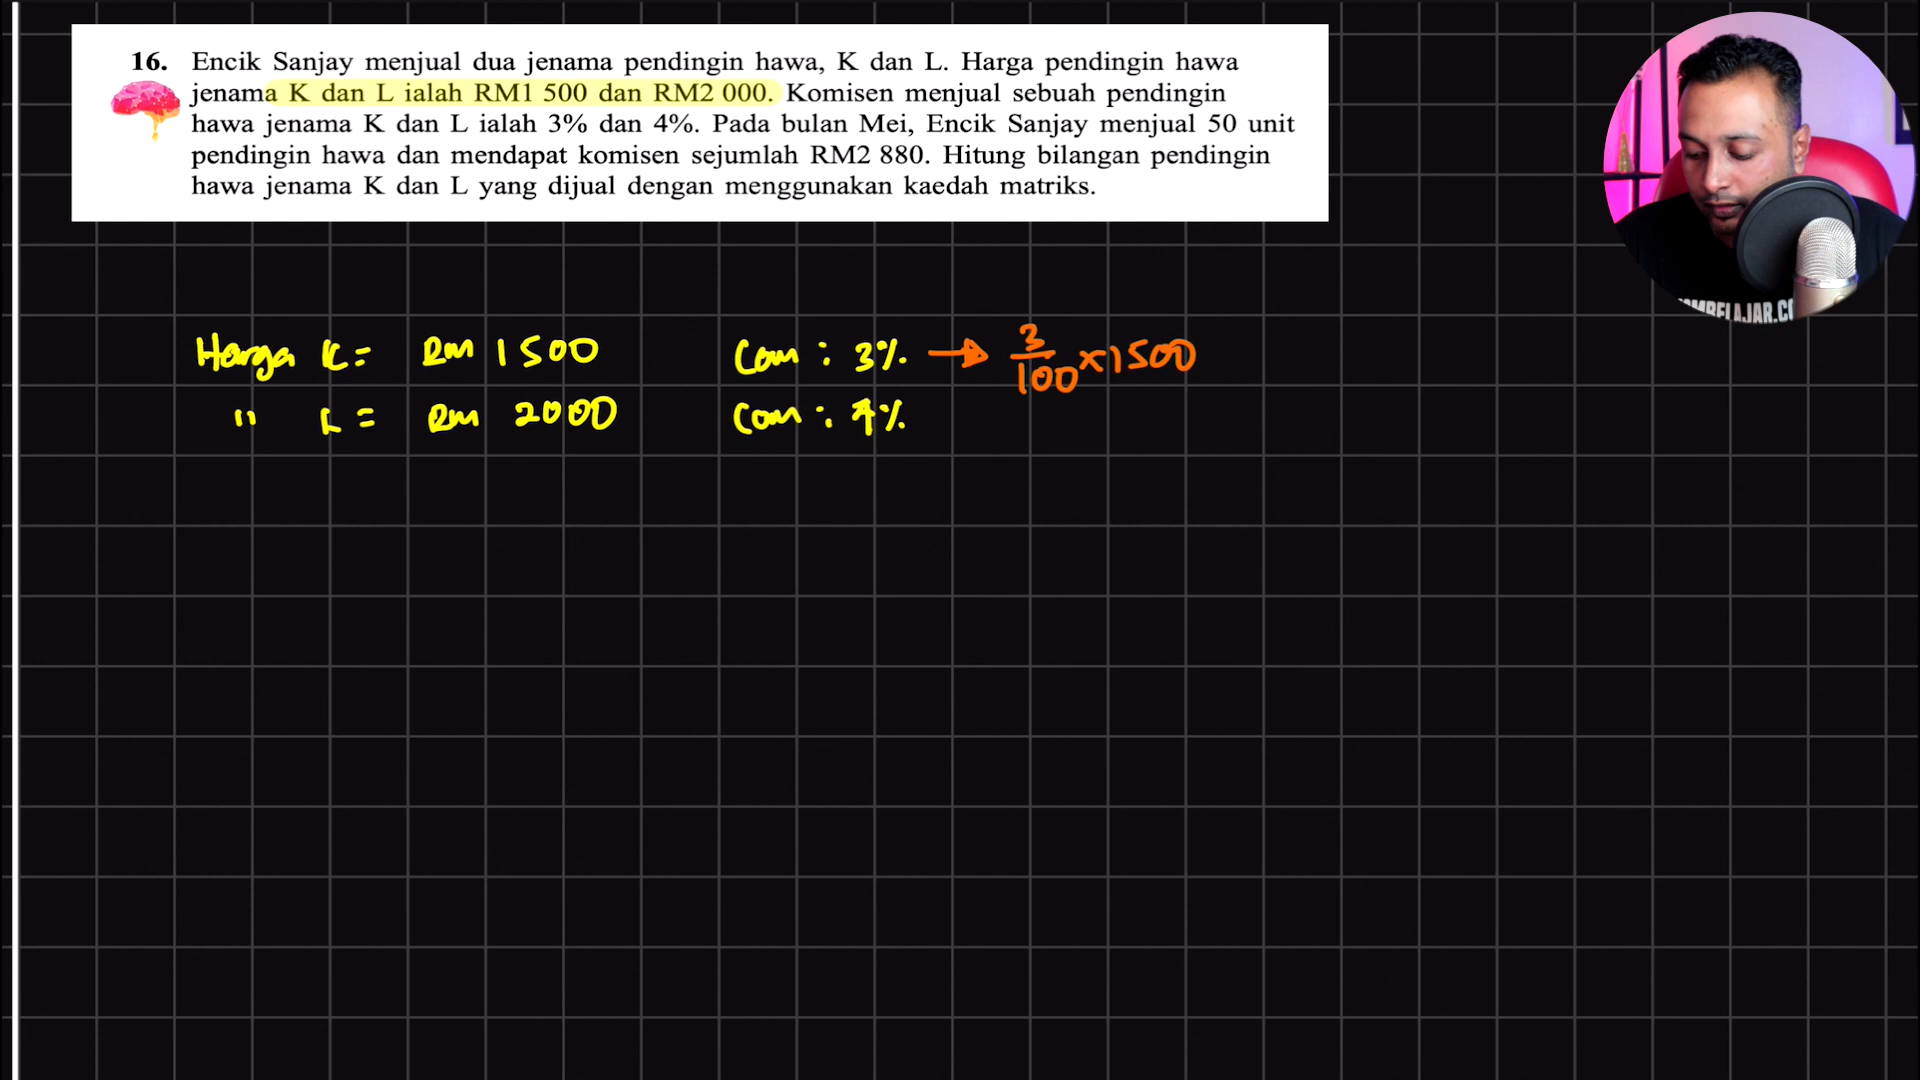 16. Encik Sanjay menjual dua jenama pendingin hawa, K dan L. Harga pendingin hawa
jenama K dan L ialah RM1 500 dan RM2 000. Komisen menjual sebuah pendingin
hawa jenama K dan L ialah 3% dan 4%. Pada bulan Mei, Encik Sanjay menjual 50 unit
pendingin hawa dan mendapat komisen sejumlah RM2 880. Hitung bilangan pendingin
hawa jenama K dan L yang dijual dengan menggunakan kaedah matriks.
Harga K = RM 1500 Com : 3% → 3/100 × 1500
" L = RM 2000 Com : 4%